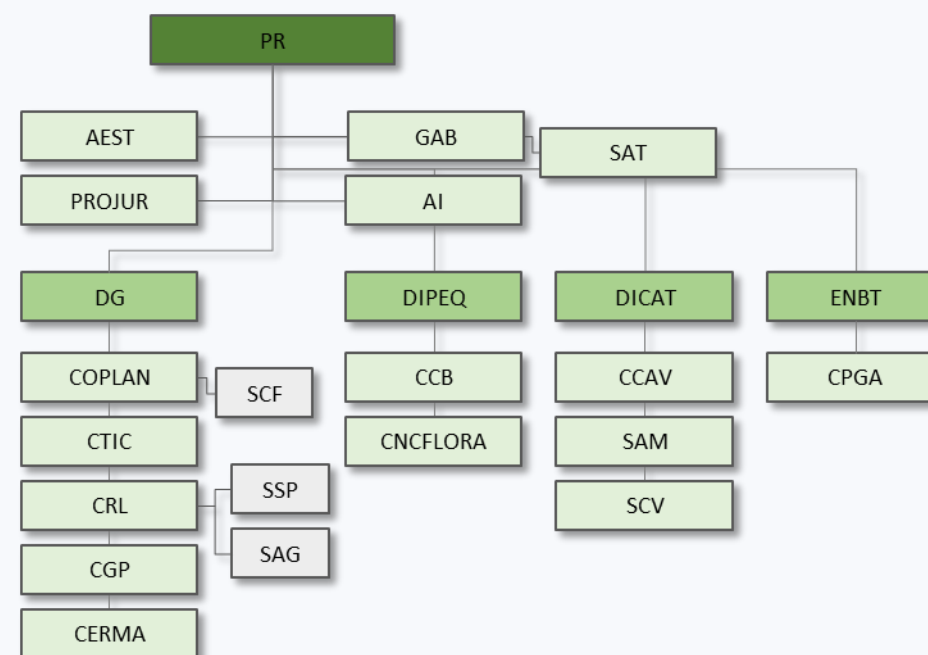 PR
AEST
GAB
SAT
PROJUR
AI
DG
DIPEQ
DICAT
ENBT
COPLAN
SCF
CCB
CCAV
CPGA
CTIC
CNCFLORA
SAM
CRL
SSP
SCV
SAG
CGP
CERMA